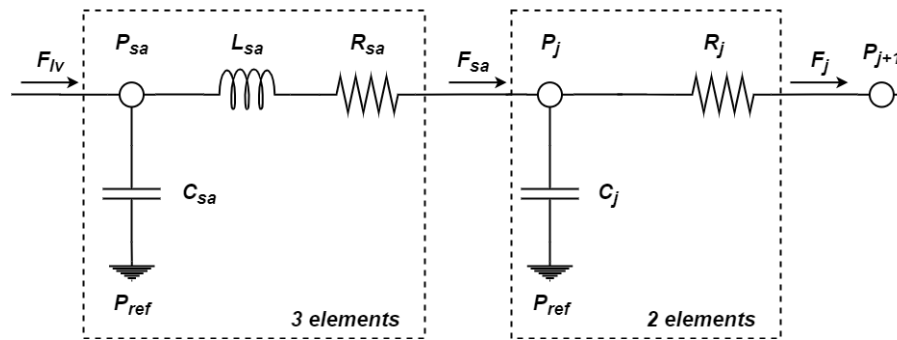 F_lv
P_sa
L_sa
R_sa
F_sa
P_j
R_j
F_j
P_j+1
C_sa
C_j
P_ref
P_ref
3 elements
2 elements